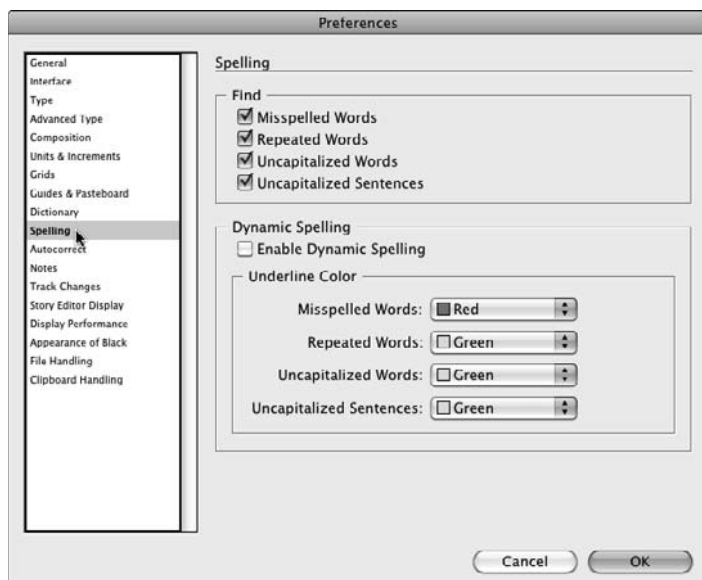 Preferences
General
Interface
Type
Advanced Type
Composition
Units & Increments
Grids
Guides & Pasteboard
Dictionary
Spelling
Autocorrect
Notes
Track Changes
Story Editor Display
Display Performance
Appearance of Black
File Handling
Clipboard Handling
Spelling
Find
Misspelled Words
Repeated Words
Uncapitalized Words
Uncapitalized Sentences
Dynamic Spelling
Enable Dynamic Spelling
Underline Color
Misspelled Words: Red
Repeated Words: Green
Uncapitalized Words: Green
Uncapitalized Sentences: Green
Cancel OK